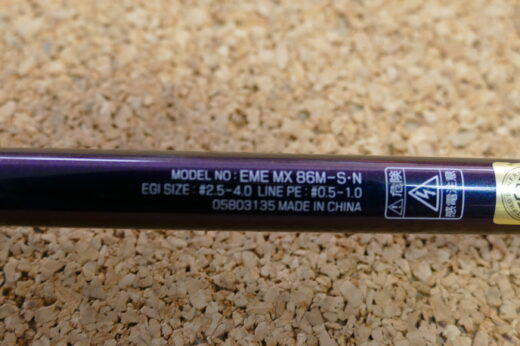 MODEL NO : EME MX 86M-S·N
EGI SIZE : #2.5-4.0 LINE PE : #0.5-1.0
05803135 MADE IN CHINA
危険
感電注意